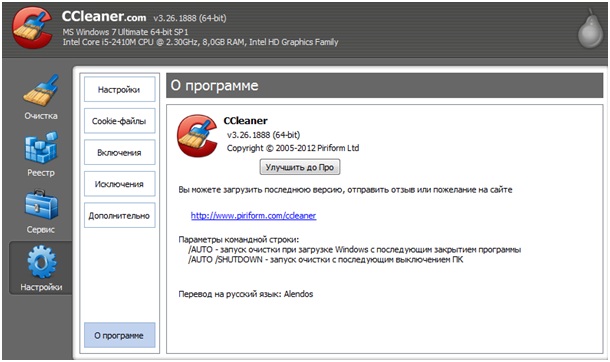 CCleaner.com v3.26.1888 (64-bit)
MS Windows 7 Ultimate 64-bit SP1
Intel Core i5-2410M CPU @ 2.30GHz, 8,0GB RAM, Intel HD Graphics Family
Очистка
Реестр
Сервис
Настройки
Настройки
Cookie-файлы
Включения
Исключения
Дополнительно
О программе
О программе
CCleaner
v3.26.1888 (64-bit)
Copyright © 2005-2012 Piriform Ltd
Улучшить до Про
Вы можете загрузить последнюю версию, отправить отзыв или пожелание на сайте
http://www.piriform.com/ccleaner
Параметры командной строки:
/AUTO - запуск очистки при загрузке Windows с последующим закрытием программы
/AUTO /SHUTDOWN - запуск очистки с последующим выключением ПК
Перевод на русский язык: Alendos